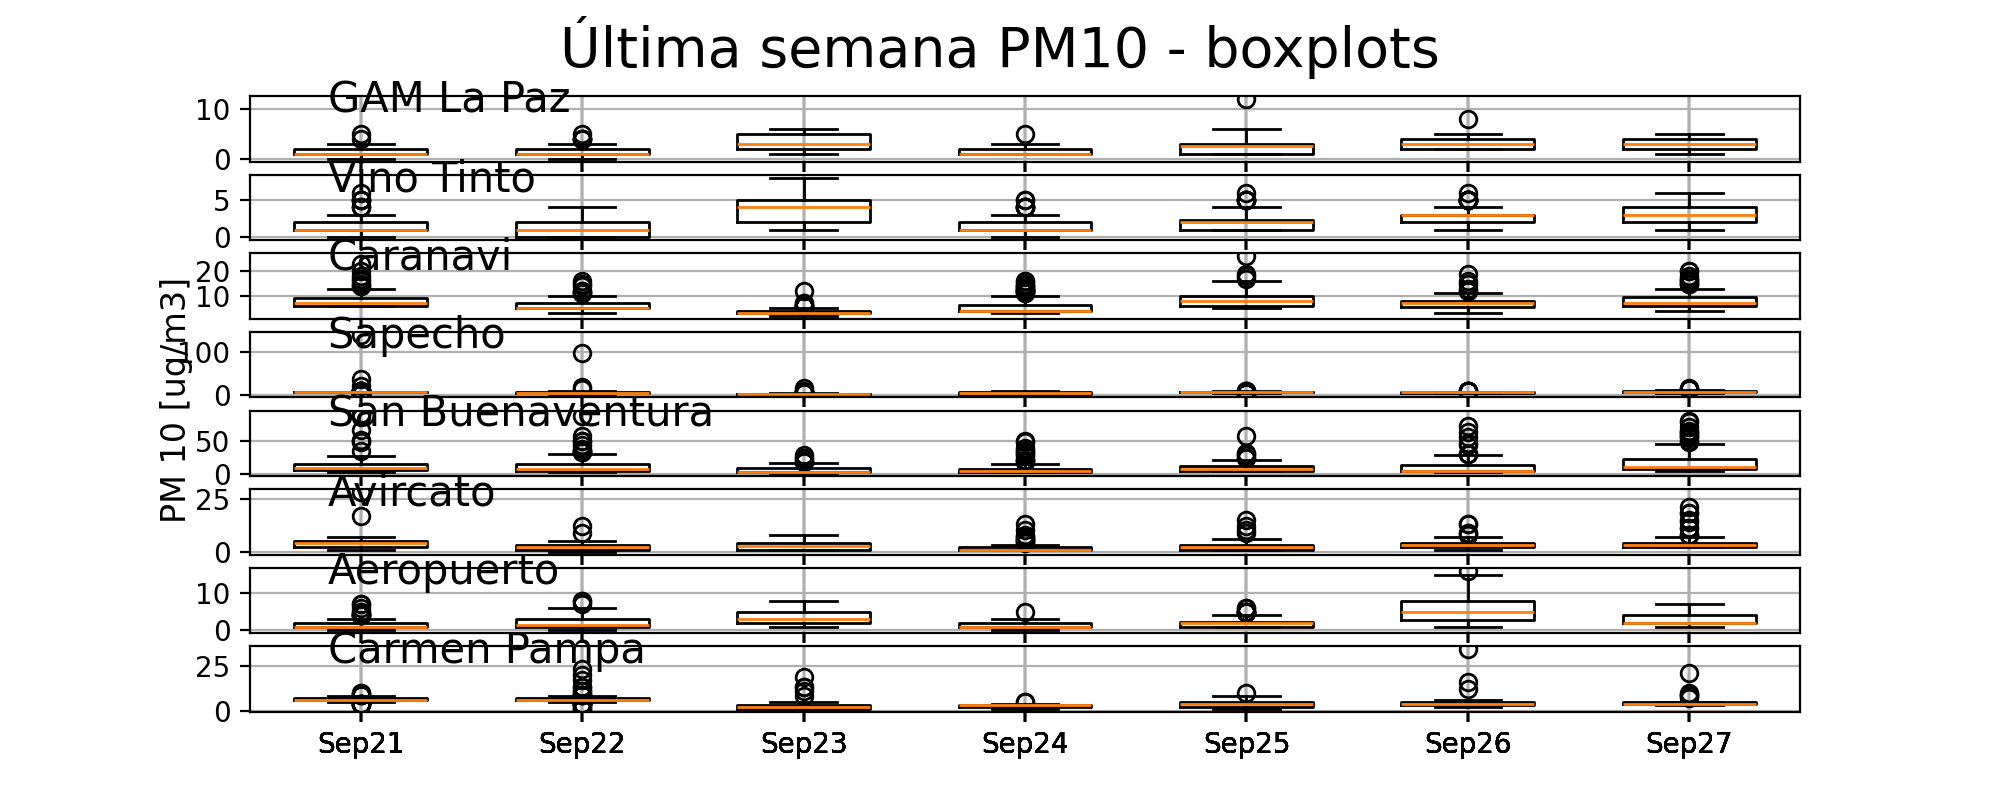 Última semana PM10 - boxplots
PM 10 [ug/m3]
GAM La Paz
10
0
Vino Tinto
5
0
Caranavi
20
10
Sapecho
100
0
San Buenaventura
50
0
Avircato
25
0
Aeropuerto
10
0
Carmen Pampa
25
0
Sep21 Sep22 Sep23 Sep24 Sep25 Sep26 Sep27